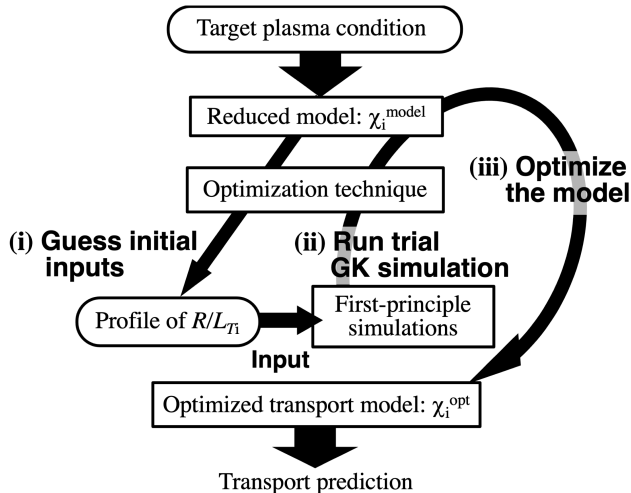 Target plasma condition
Reduced model: χᵢᵐᵒᵈᵉˡ
Optimization technique
(iii) Optimize
the model
(i) Guess initial
inputs
(ii) Run trial
GK simulation
Profile of R/L_Ti
First-principle
simulations
Input
Optimized transport model: χᵢᵒᵖᵗ
Transport prediction